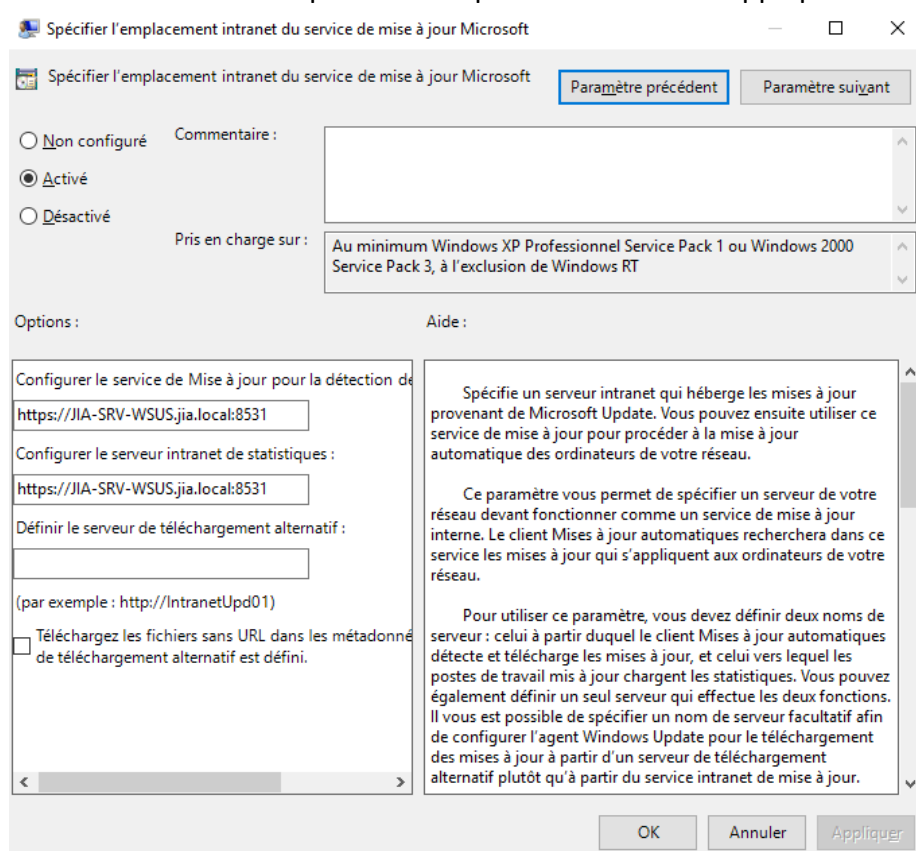 Spécifier l'emplacement intranet du service de mise à jour Microsoft
Spécifier l'emplacement intranet du service de mise à jour Microsoft
Paramètre précédent
Paramètre suivant
Non configuré
Commentaire :
Activé
Désactivé
Pris en charge sur :
Au minimum Windows XP Professionnel Service Pack 1 ou Windows 2000
Service Pack 3, à l'exclusion de Windows RT
Options :
Aide :
Configurer le service de Mise à jour pour la détection de
https://JIA-SRV-WSUS.jia.local:8531
Configurer le serveur intranet de statistiques :
https://JIA-SRV-WSUS.jia.local:8531
Définir le serveur de téléchargement alternatif :
(par exemple : http://IntranetUpd01)
Téléchargez les fichiers sans URL dans les métadonné
de téléchargement alternatif est défini.
Spécifie un serveur intranet qui héberge les mises à jour
provenant de Microsoft Update. Vous pouvez ensuite utiliser ce
service de mise à jour pour procéder à la mise à jour
automatique des ordinateurs de votre réseau.
Ce paramètre vous permet de spécifier un serveur de votre
réseau devant fonctionner comme un service de mise à jour
interne. Le client Mises à jour automatiques recherchera dans ce
service les mises à jour qui s'appliquent aux ordinateurs de votre
réseau.
Pour utiliser ce paramètre, vous devez définir deux noms de
serveur : celui à partir duquel le client Mises à jour automatiques
détecte et télécharge les mises à jour, et celui vers lequel les
postes de travail mis à jour chargent les statistiques. Vous pouvez
également définir un seul serveur qui effectue les deux fonctions.
Il vous est possible de spécifier un nom de serveur facultatif afin
de configurer l'agent Windows Update pour le téléchargement
des mises à jour à partir d'un serveur de téléchargement
alternatif plutôt qu'à partir du service intranet de mise à jour.
OK
Annuler
Appliquer